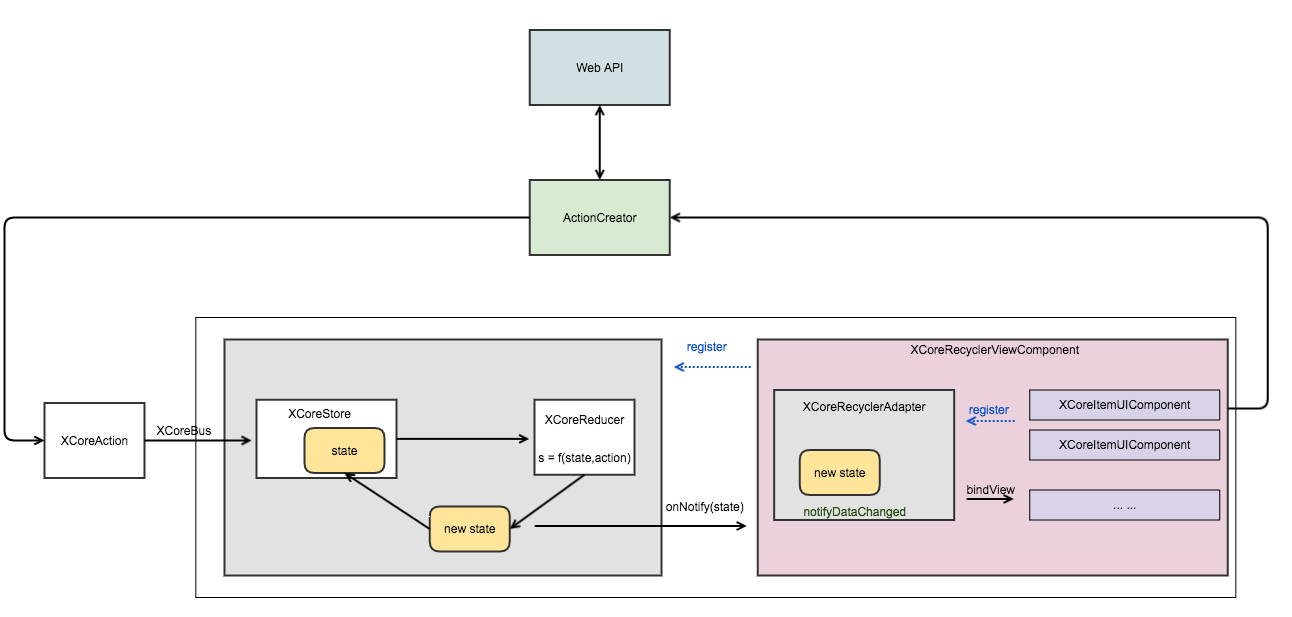 Web API
ActionCreator
register
XCoreRecyclerViewComponent
XCoreAction
XCoreBus
XCoreStore
state
XCoreReducer
s = f(state,action)
new state
onNotify(state)
XCoreRecyclerAdapter
new state
notifyDataChanged
register
bindView
XCoreItemUIComponent
XCoreItemUIComponent
... ...